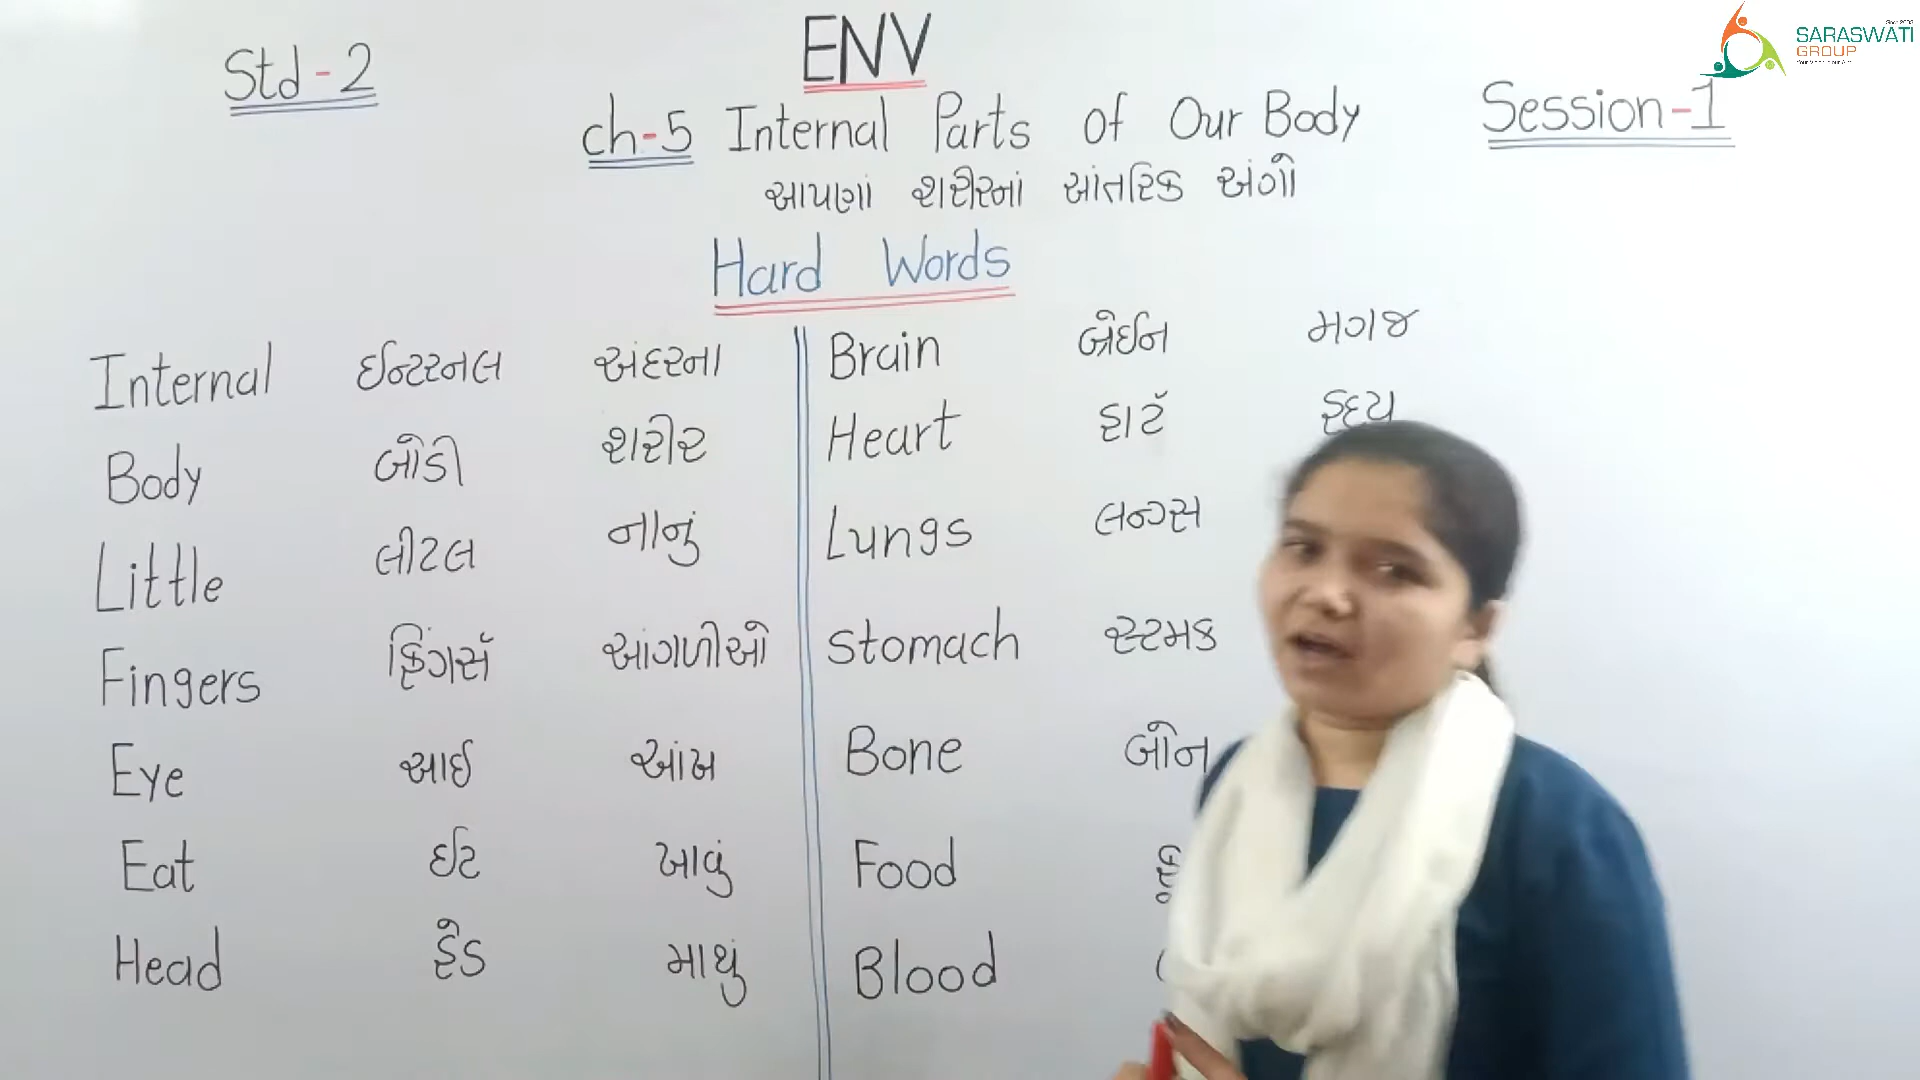 Std-2
ENV
Since 2002
SARASWATI
GROUP
ch-5 Internal Parts Of Our Body
Session-1
આપણાં શરીરનાં આંતરિક અંગો
Hard Words
Internal ઈન્ટરનલ અંદરના
Body બોડી શરીર
Little લીટલ નાનું
Fingers ફિંગર્સ આંગળીઓ
Eye આઈ આંખ
Eat ઈટ ખાવું
Head હેડ માથું
Brain બ્રેઈન મગજ
Heart હાર્ટ હૃદય
Lungs લન્ગ્સ
Stomach સ્ટમક
Bone બોન
Food
Blood